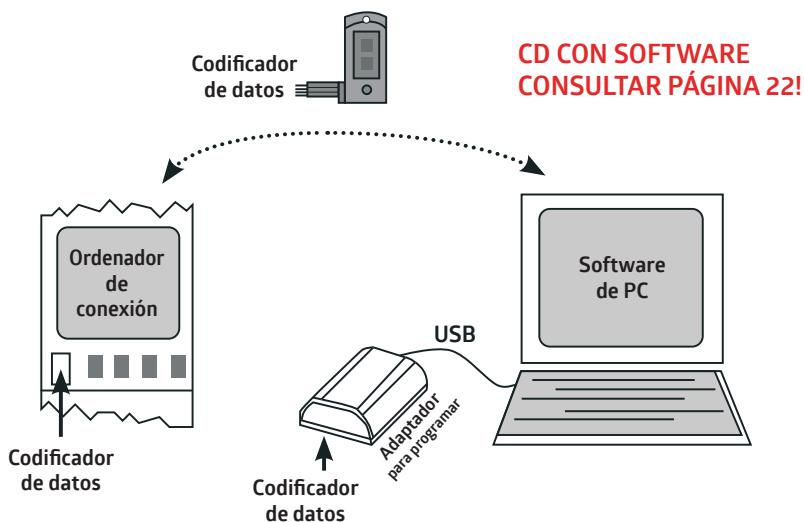 Codificador
de datos
CD CON SOFTWARE
CONSULTAR PÁGINA 22!
Ordenador
de
conexión
Software
de PC
USB
Adaptador
para programar
Codificador
de datos
Codificador
de datos